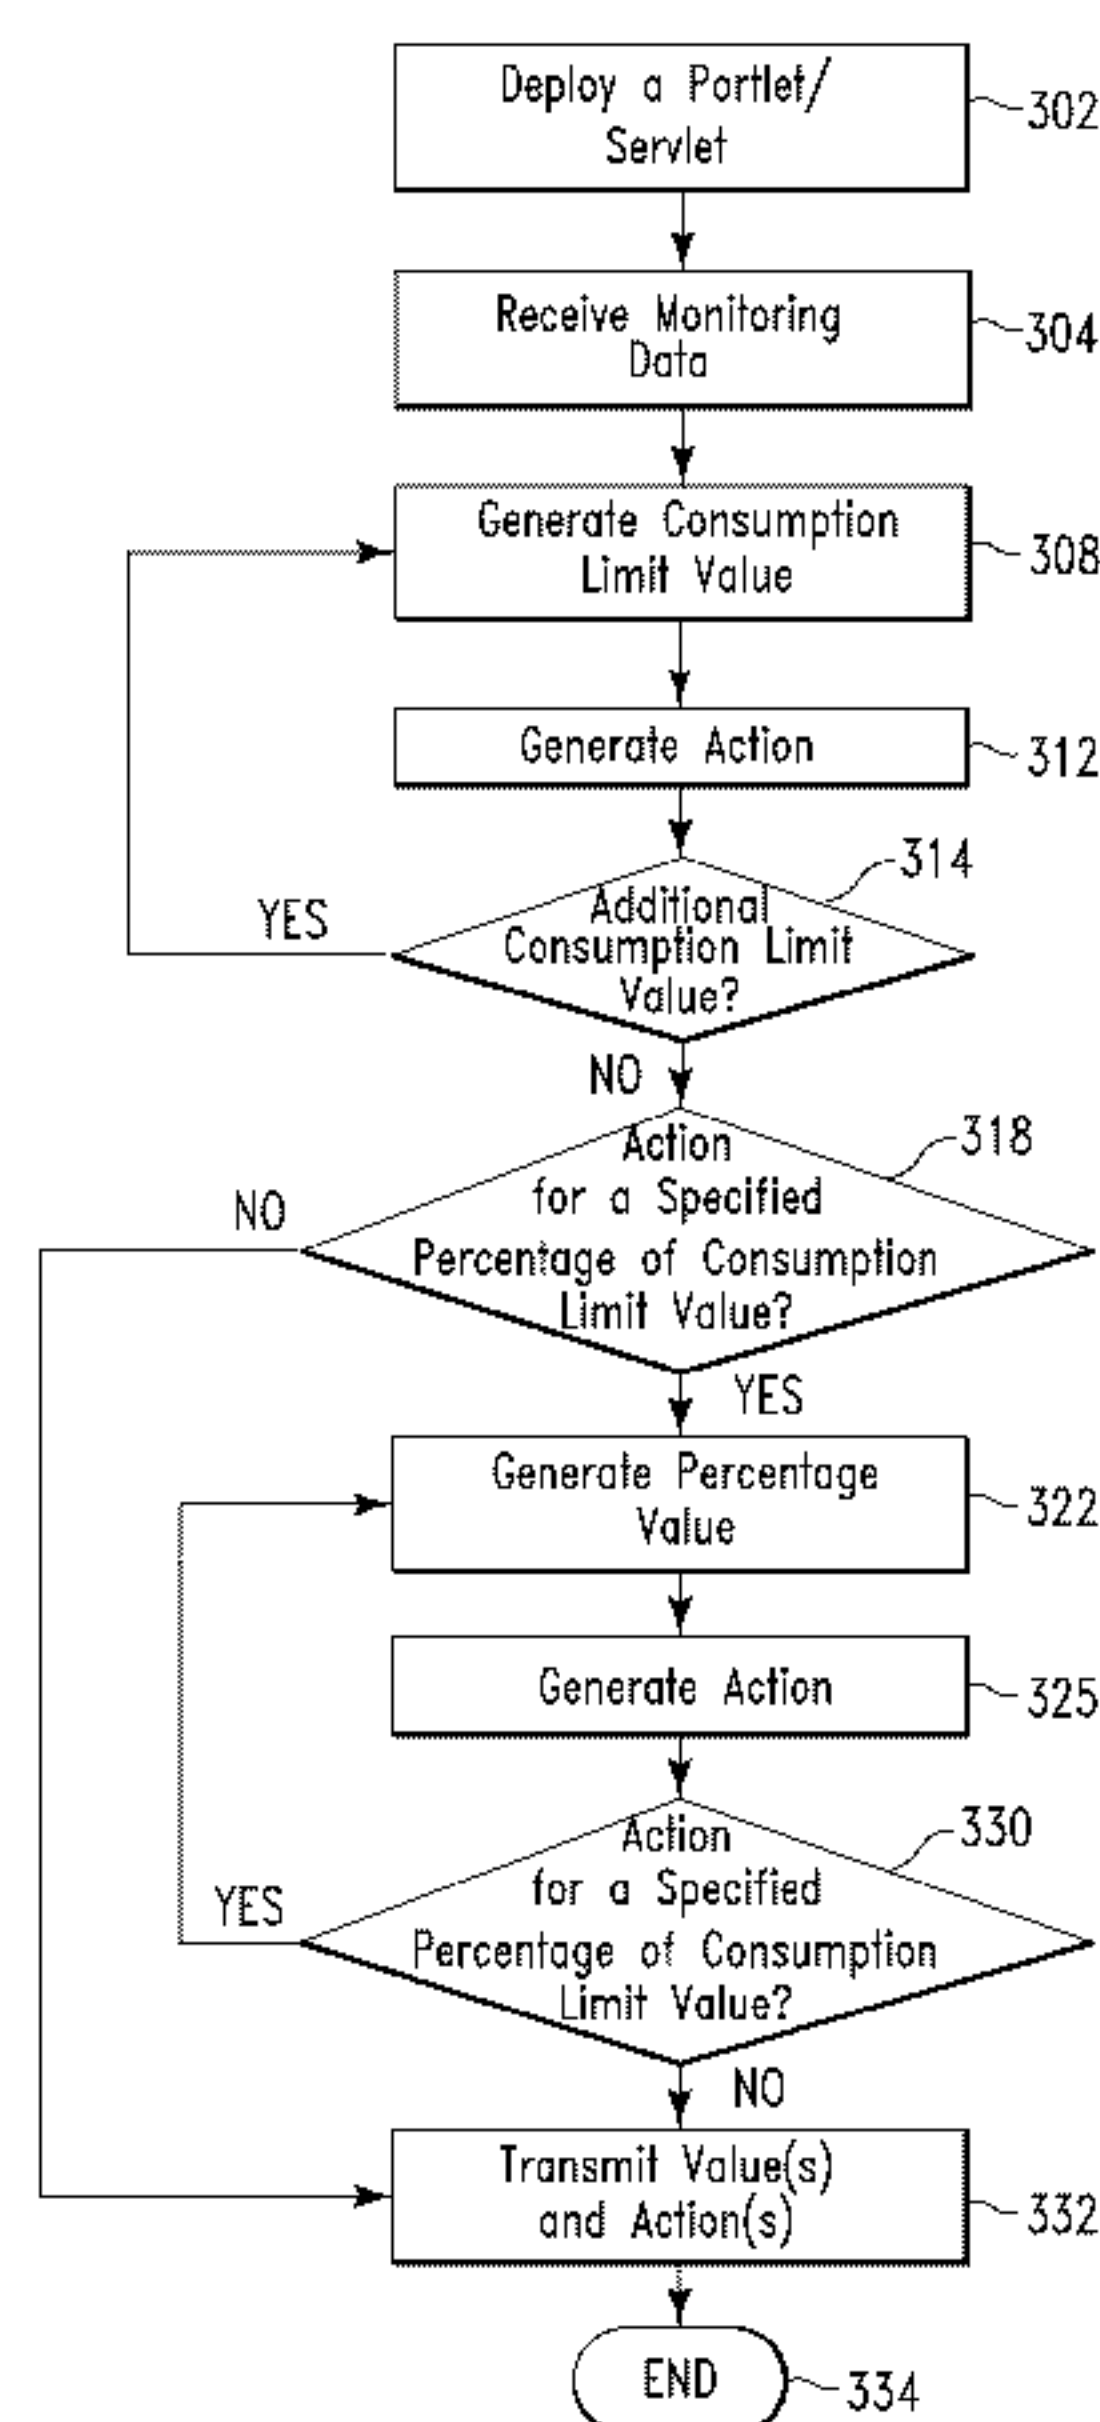 Deploy a Portlet/
Servlet
302
Receive Monitoring
Data
304
Generate Consumption
Limit Value
308
Generate Action
312
314
Additional
Consumption Limit
Value?
YES
NO
318
Action
for a Specified
Percentage of Consumption
Limit Value?
NO
YES
Generate Percentage
Value
322
Generate Action
325
330
Action
for a Specified
Percentage of Consumption
Limit Value?
YES
NO
Transmit Value(s)
and Action(s)
332
END
334